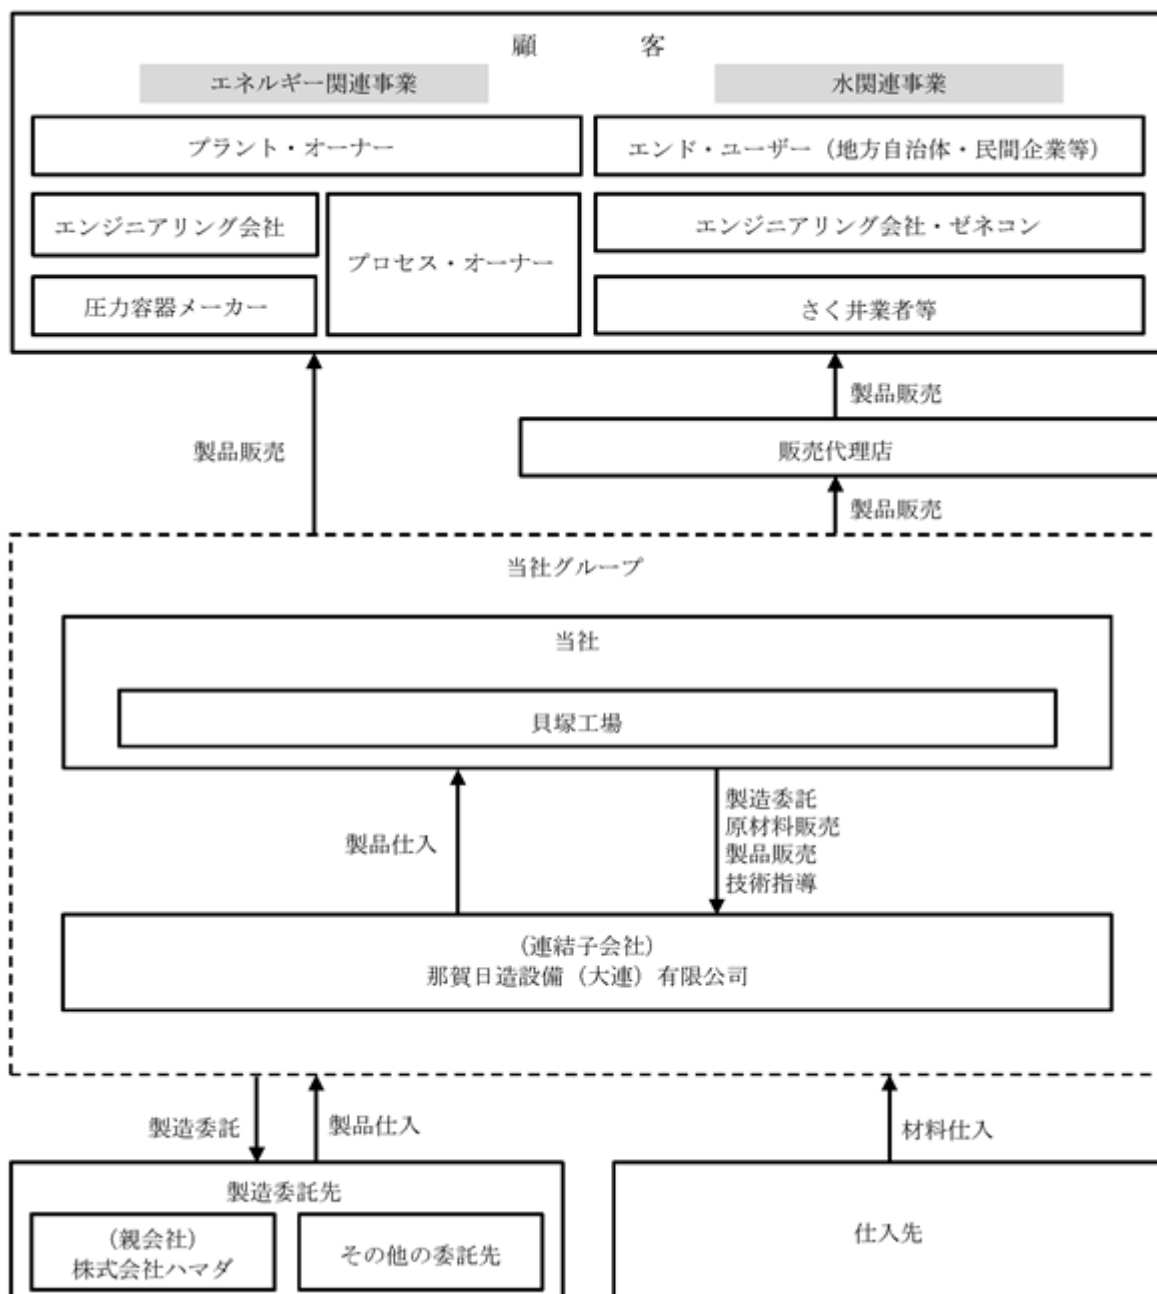 顧　客
エネルギー関連事業
水関連事業
プラント・オーナー
エンド・ユーザー（地方自治体・民間企業等）
エンジニアリング会社
プロセス・オーナー
エンジニアリング会社・ゼネコン
圧力容器メーカー
さく井業者等
製品販売
製品販売
販売代理店
製品販売
当社グループ
当社
貝塚工場
製品仕入
製造委託
原材料販売
製品販売
技術指導
（連結子会社）
那賀日造設備（大連）有限公司
製造委託
製品仕入
材料仕入
製造委託先
（親会社）
株式会社ハマダ
その他の委託先
仕入先